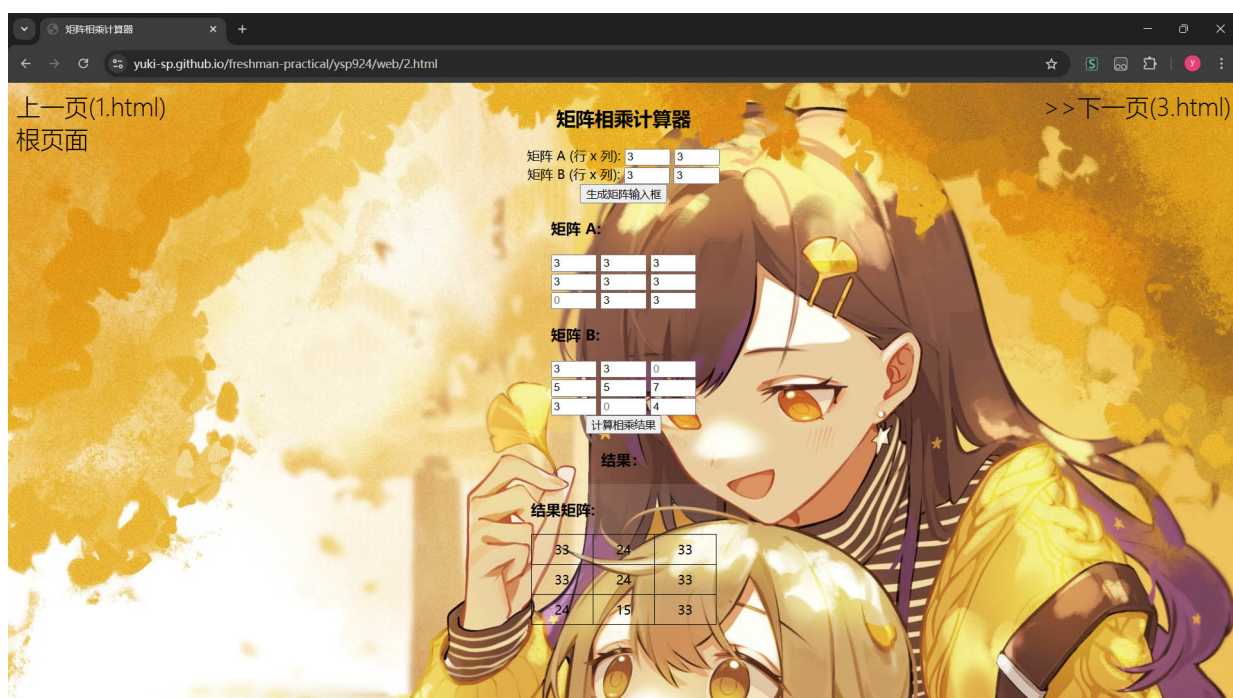 矩阵相乘计算器
yuki-sp.github.io/freshman-practical/ysp924/web/2.html
S
y
上一页(1.html)
根页面
>>下一页(3.html)
矩阵相乘计算器
矩阵 A (行 x 列): 3 3
矩阵 B (行 x 列): 3 3
生成矩阵输入框
矩阵 A:
3 3 3
3 3 3
0 3 3
矩阵 B:
3 3 0
5 5 7
3 0 4
计算相乘结果
结果:
结果矩阵:
33 24 33
33 24 33
24 15 33